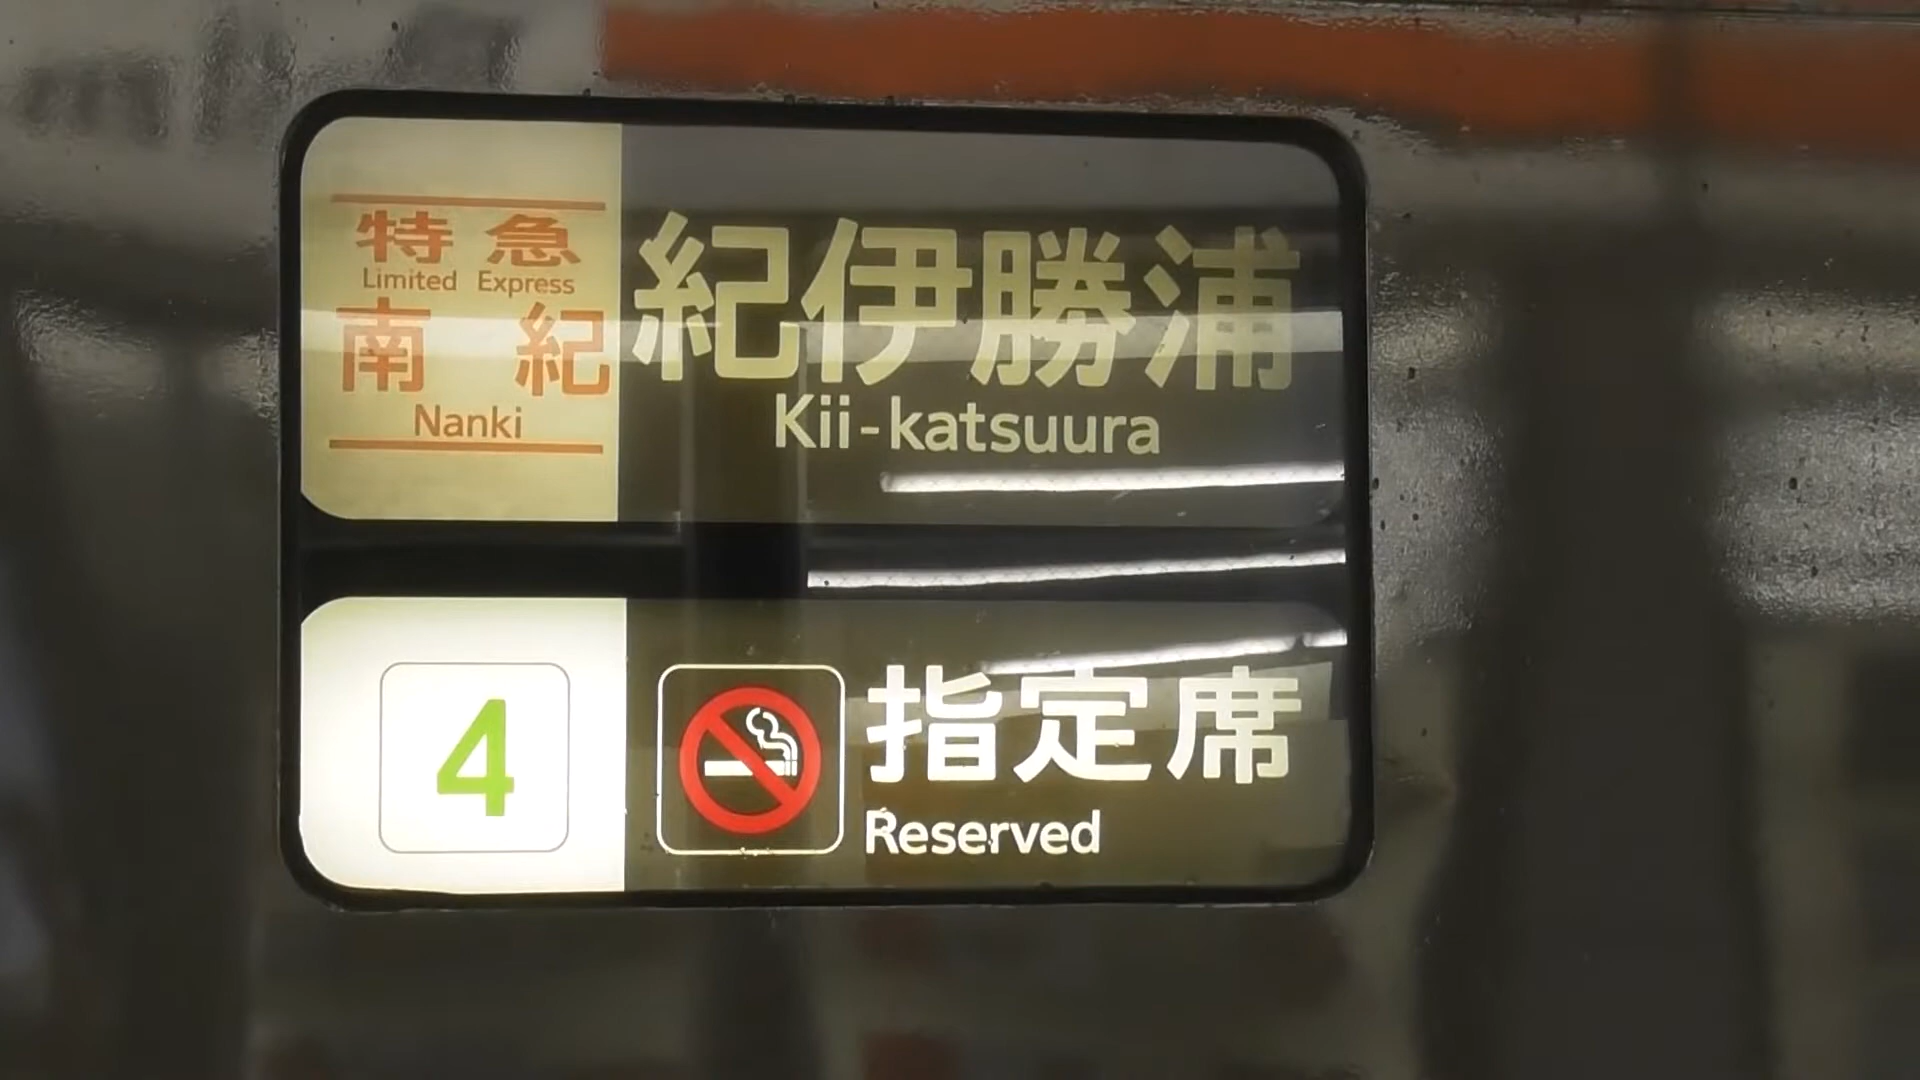 特急
Limited Express
南紀
Nanki
紀伊勝浦
Kii-katsuura
4
指定席
Reserved